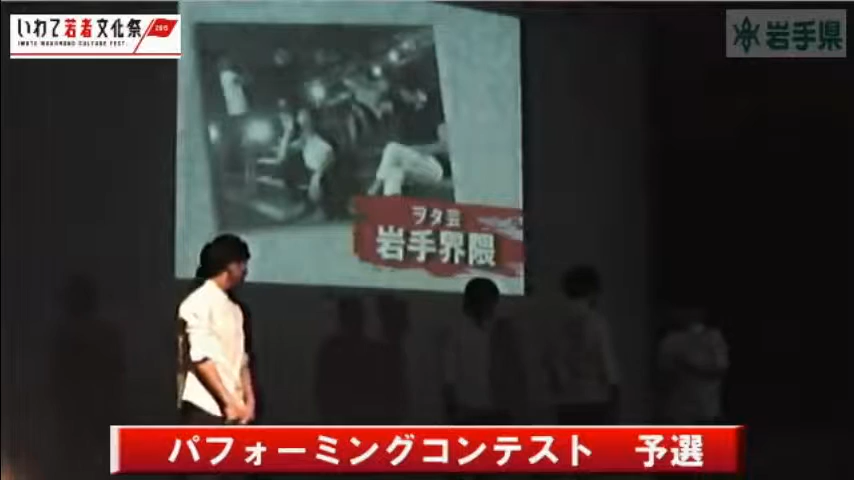 いわて若者文化祭 2015
IWATE WAKAMONO CULTURE FEST.
岩手県
ヲタ芸
岩手界隈
パフォーミングコンテスト 予選